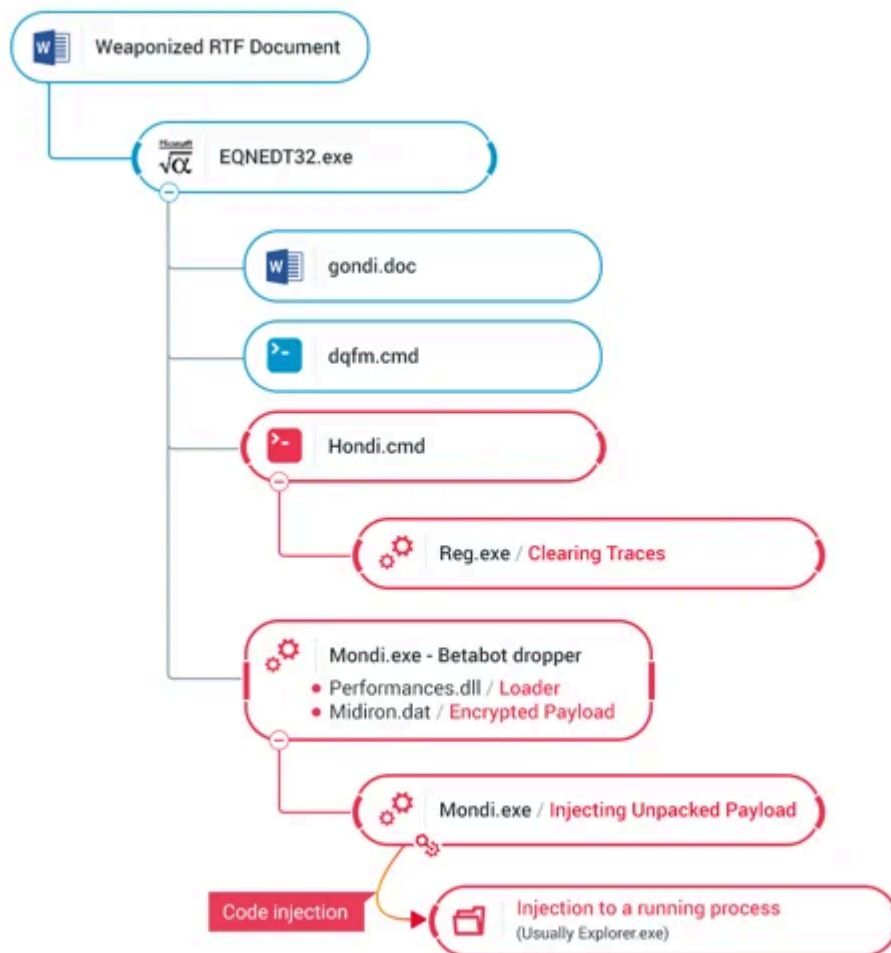 Weaponized RTF Document
Microsoft
√α
EQNEDT32.exe
W
gondi.doc
dqfm.cmd
Hondi.cmd
Reg.exe / Clearing Traces
Mondi.exe - Betabot dropper
• Performances.dll / Loader
• Midiron.dat / Encrypted Payload
Mondi.exe / Injecting Unpacked Payload
Code injection
Injection to a running process
(Usually Explorer.exe)